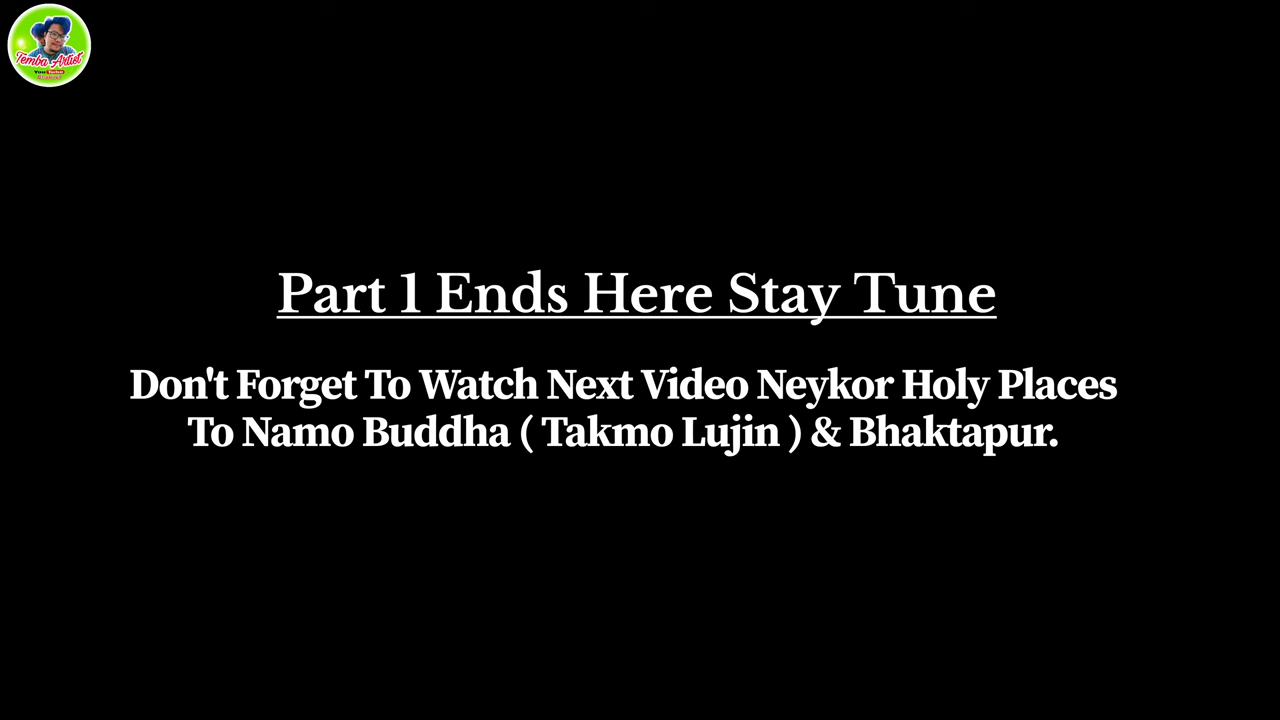 Temba Artist
Part 1 Ends Here Stay Tune
Don't Forget To Watch Next Video Neykor Holy Places
To Namo Buddha ( Takmo Lujin ) & Bhaktapur.